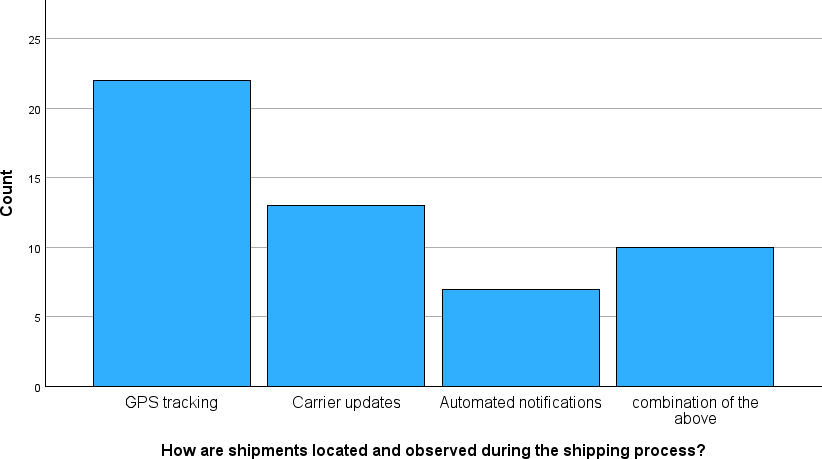 25
20
15
10
5
0
Count
GPS tracking
Carrier updates
Automated notifications
combination of the
above
How are shipments located and observed during the shipping process?